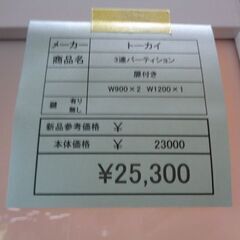 メーカー トーカイ
商品名 3連パーティション
扉付き
W900×2 W1200×1
鍵 有り 無し
新品参考価格 ¥
本体価格 ¥ 23000
¥25,300